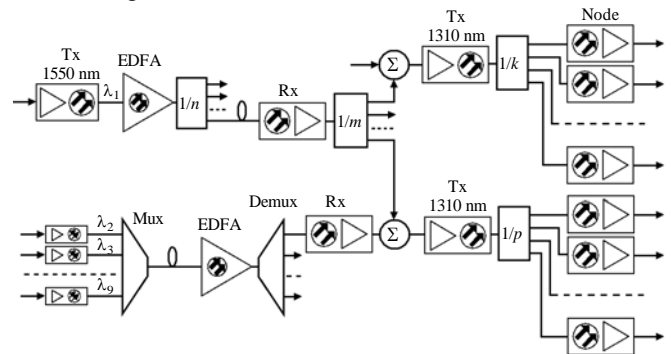 Tx
1550 nm
EDFA
λ1
1/n
Rx
1/m
Σ
Tx
1310 nm
1/k
Node
λ2
λ3
λ9
Mux
EDFA
Demux
Rx
Σ
Tx
1310 nm
1/p